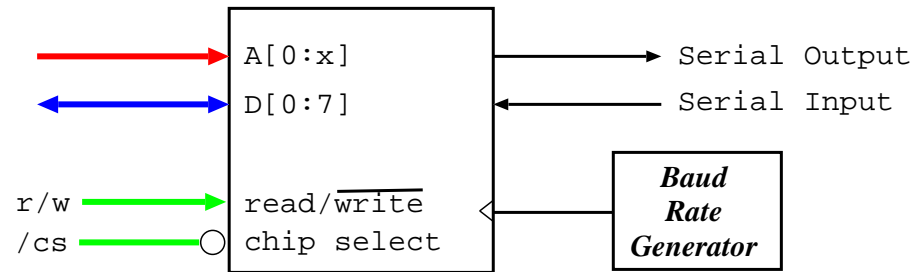 A[0:x]
Serial Output
D[0:7]
Serial Input
r/w
read/write
/cs
chip select
Baud
Rate
Generator